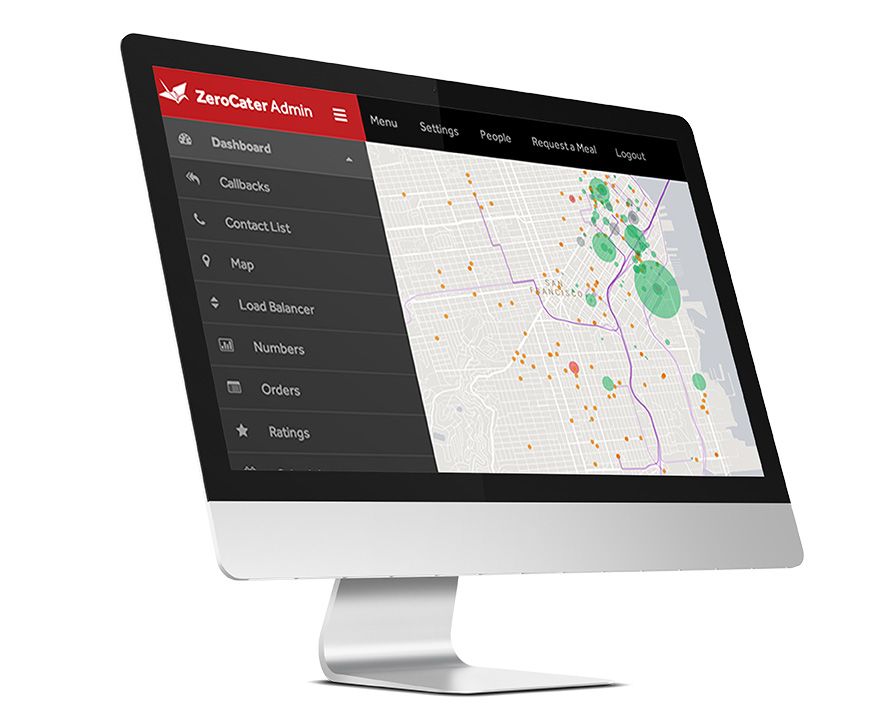 ZeroCater Admin
Menu
Settings
People
Request a Meal
Logout
Dashboard
Callbacks
Contact List
Map
Load Balancer
Numbers
Orders
Ratings
SAN
FRANCISCO